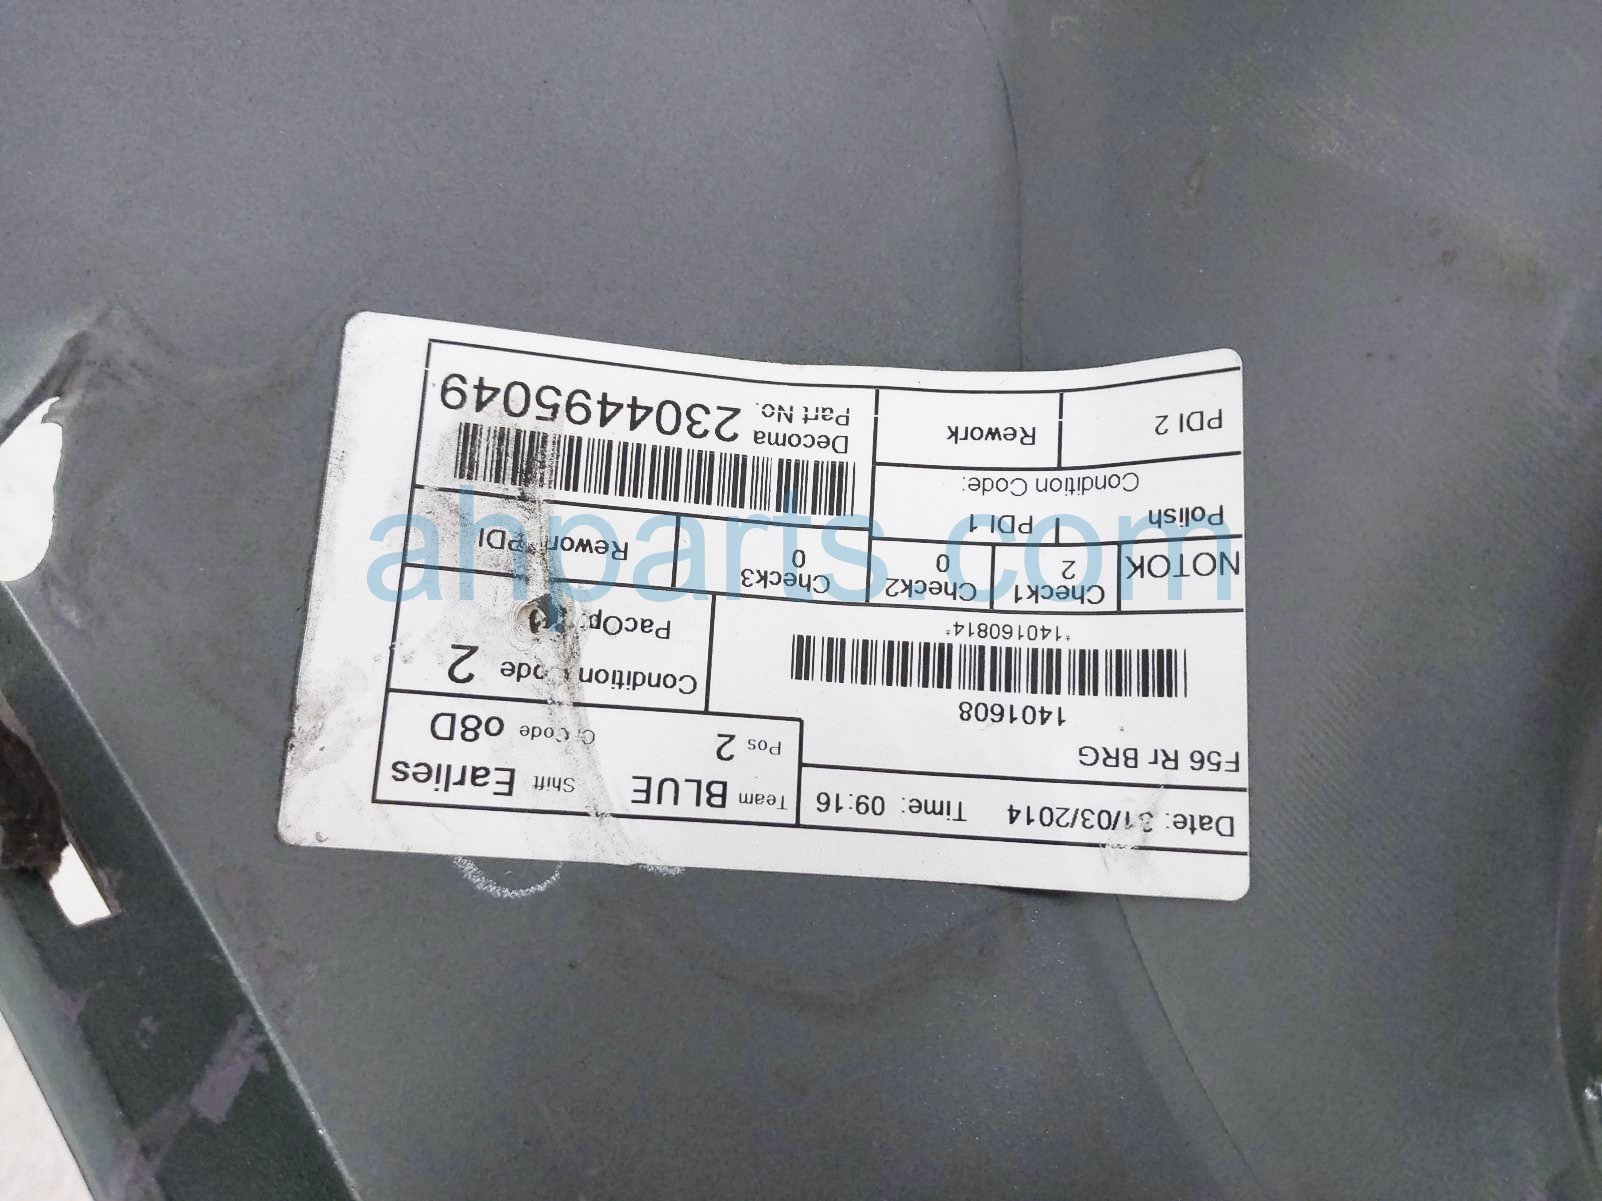 Date: 31/03/2014 Time: 09:16
Team BLUE Shift Earlies
F56 Rr BRG
Pos 2 C. Code o8D
1401608
*140160814*
Condition Code 2
PacOp:
NOTOK
Check1
2
Check2
0
Check3
0
Rework PDI
Polish PDI 1
Condition Code:
PDI 2 Rework
Decoma
Part No. 2304495049
ahparts.com